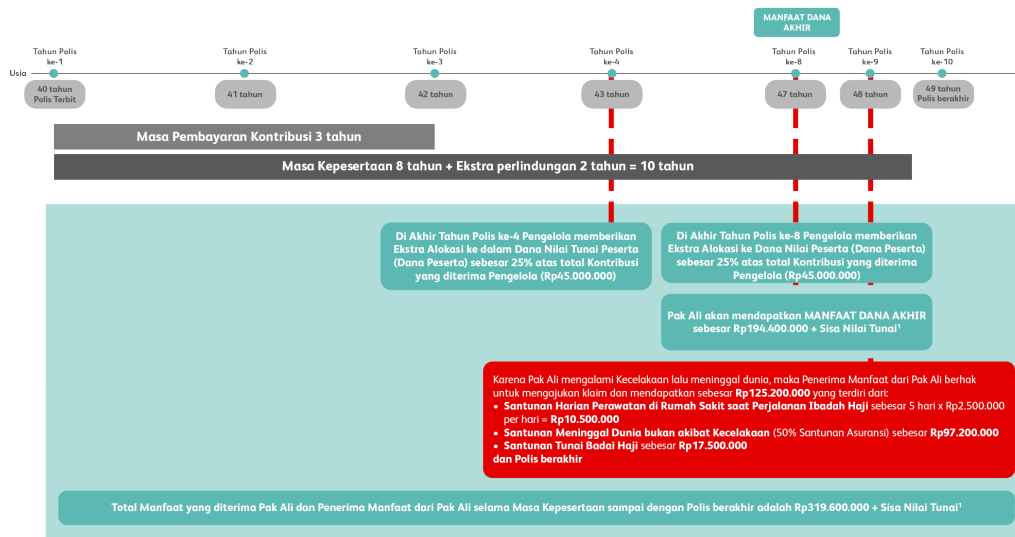 MANFAAT DANA
AKHIR
Tahun Polis
ke-1
Tahun Polis
ke-2
Tahun Polis
ke-3
Tahun Polis
ke-4
Tahun Polis
ke-8
Tahun Polis
ke-9
Tahun Polis
ke-10
Usia
40 tahun
Polis Terbit
41 tahun
42 tahun
43 tahun
47 tahun
48 tahun
49 tahun
Polis berakhir
Masa Pembayaran Kontribusi 3 tahun
Masa Kepesertaan 8 tahun + Ekstra perlindungan 2 tahun = 10 tahun
Di Akhir Tahun Polis ke-4 Pengelola memberikan
Ekstra Alokasi ke dalam Dana Nilai Tunai Peserta
(Dana Peserta) sebesar 25% atas total Kontribusi
yang diterima Pengelola (Rp45.000.000)
Di Akhir Tahun Polis ke-8 Pengelola memberikan
Ekstra Alokasi ke Dana Nilai Peserta (Dana Peserta)
sebesar 25% atas total Kontribusi yang diterima
Pengelola (Rp45.000.000)
Pak Ali akan mendapatkan MANFAAT DANA AKHIR
sebesar Rp194.400.000 + Sisa Nilai Tunai¹
Karena Pak Ali mengalami Kecelakaan lalu meninggal dunia, maka Penerima Manfaat dari Pak Ali berhak
untuk mengajukan klaim dan mendapatkan sebesar Rp125.200.000 yang terdiri dari:
• Santunan Harian Perawatan di Rumah Sakit saat Perjalanan Ibadah Haji sebesar 5 hari x Rp2.500.000
per hari = Rp10.500.000
• Santunan Meninggal Dunia bukan akibat Kecelakaan (50% Santunan Asuransi) sebesar Rp97.200.000
• Santunan Tunai Badai Haji sebesar Rp17.500.000
dan Polis berakhir
Total Manfaat yang diterima Pak Ali dan Penerima Manfaat dari Pak Ali selama Masa Kepesertaan sampai dengan Polis berakhir adalah Rp319.600.000 + Sisa Nilai Tunai¹